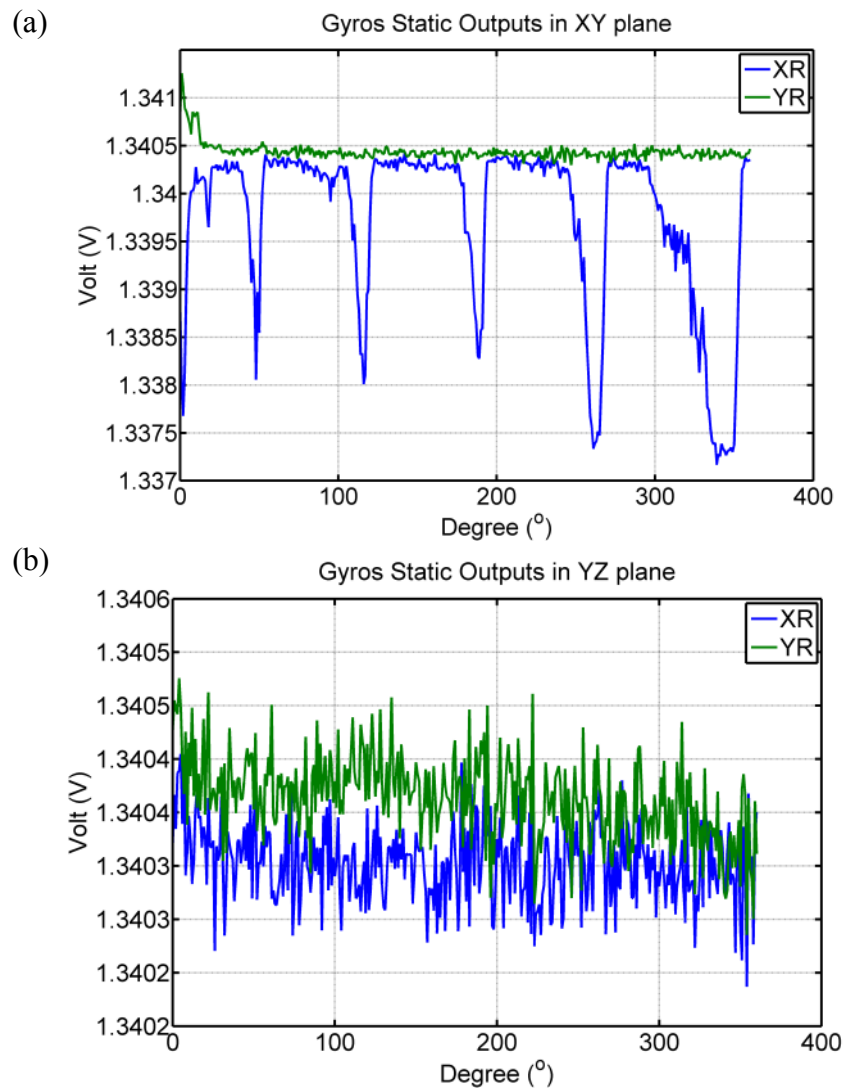 (a)
Gyros Static Outputs in XY plane
XR
YR
1.341
1.3405
1.34
1.3395
1.339
1.3385
1.338
1.3375
1.337
Volt (V)
0 100 200 300 400
Degree (o)
(b)
Gyros Static Outputs in YZ plane
XR
YR
1.3406
1.3405
1.3405
1.3404
1.3404
1.3403
1.3403
1.3402
1.3402
Volt (V)
0 100 200 300 400
Degree (o)